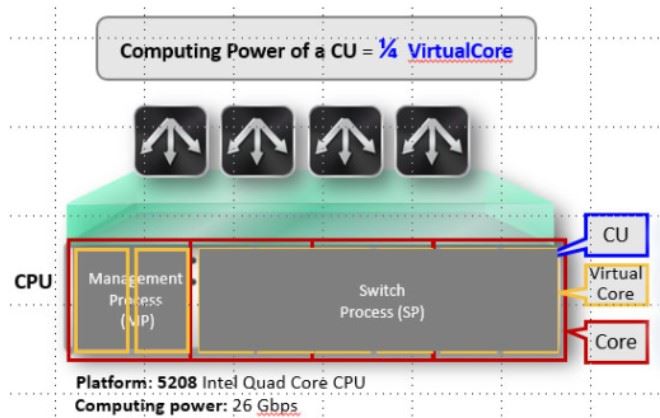 Computing Power of a CU = ¼ VirtualCore
CU
CPU
Management
Process
(MP)
Switch
Process (SP)
Virtual
Core
Core
Platform: 5208 Intel Quad Core CPU
Computing power: 26 Gbps